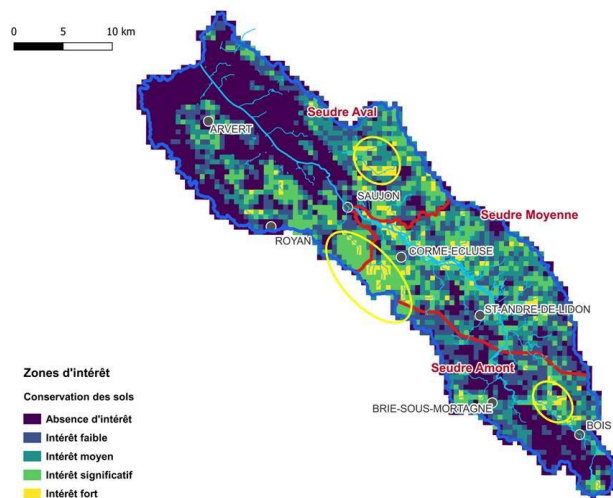 0 5 10 km
Seudre Aval
ARVERT
SAUJON
Seudre Moyenne
ROYAN
CORME-ECLUSE
ST-ANDRE-DE-LIDON
Seudre Amont
BRIE-SOUS-MORTAGNE
BOIS
Zones d'intérêt
Conservation des sols
Absence d'intérêt
Intérêt faible
Intérêt moyen
Intérêt significatif
Intérêt fort